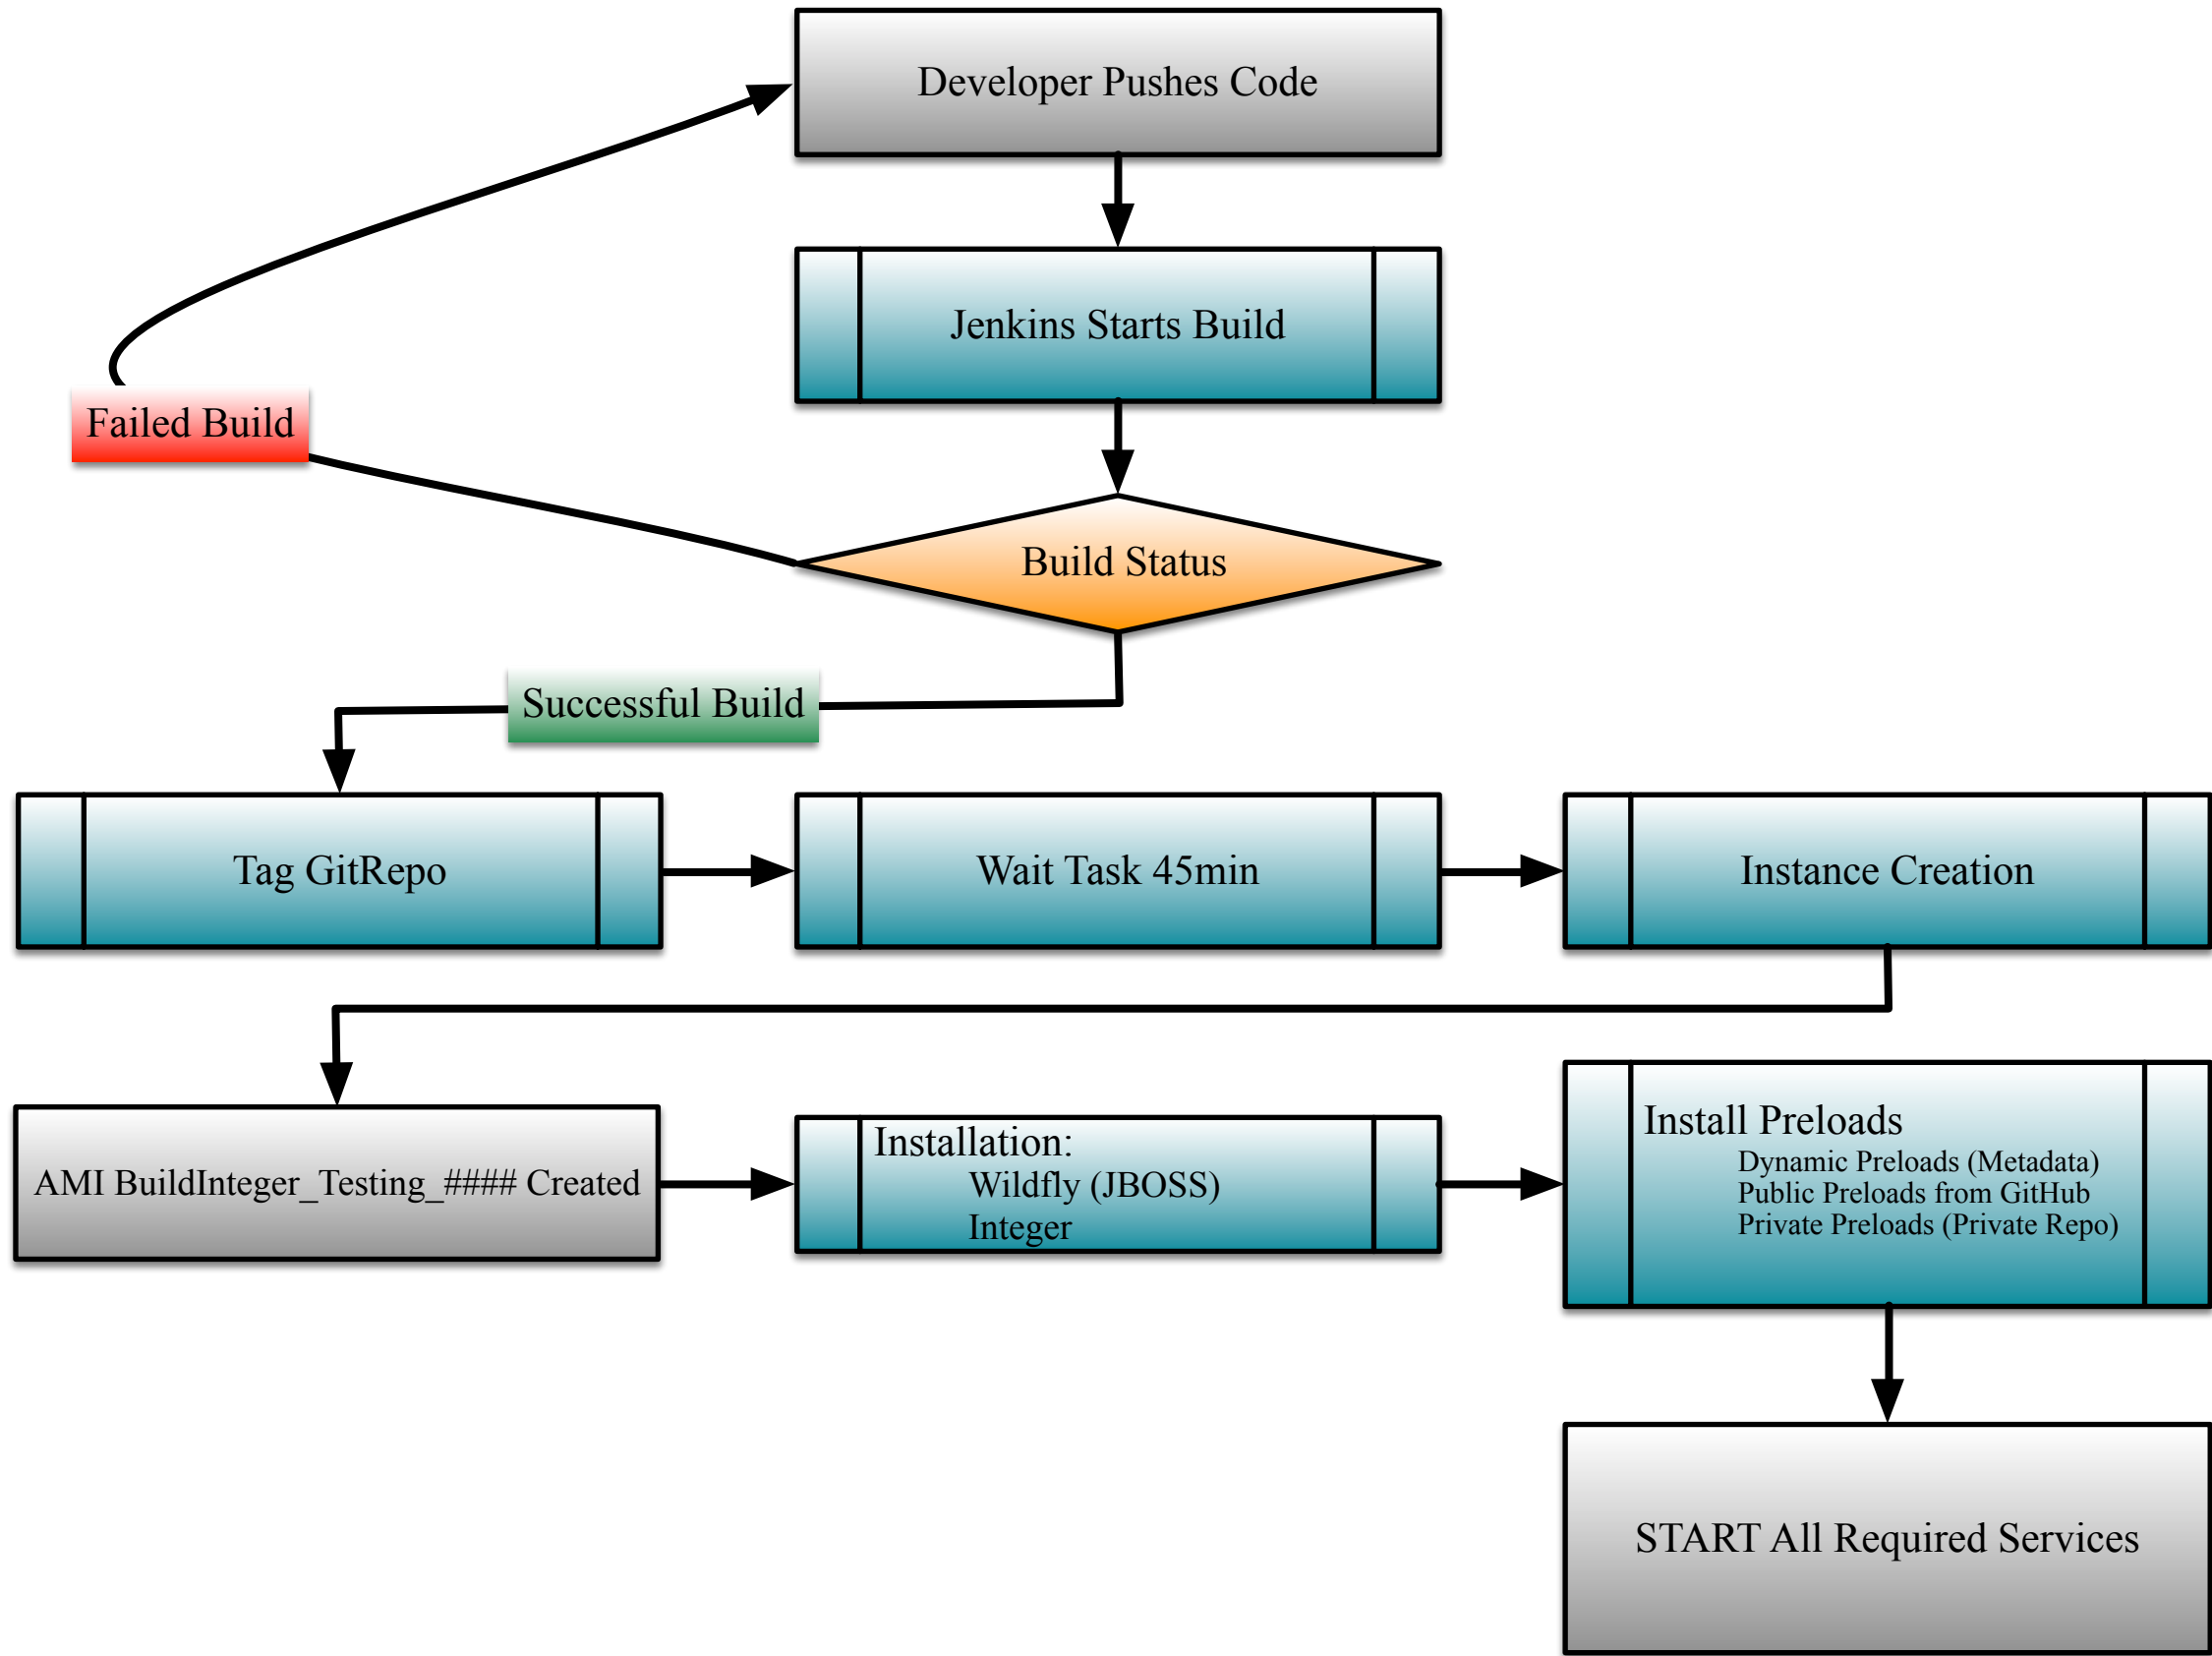 Developer Pushes Code
Jenkins Starts Build
Failed Build
Build Status
Successful Build
Tag GitRepo
Wait Task 45min
Instance Creation
AMI BuildInteger_Testing_#### Created
Installation:
Wildfly (JBOSS)
Integer
Install Preloads
Dynamic Preloads (Metadata)
Public Preloads from GitHub
Private Preloads (Private Repo)
START All Required Services